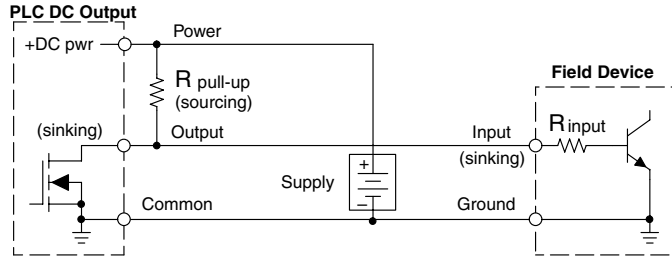 PLC DC Output
+DC pwr
Power
R pull-up
(sourcing)
Field Device
(sinking)
Output
Input
(sinking)
R input
+
Supply
–
Common
Ground